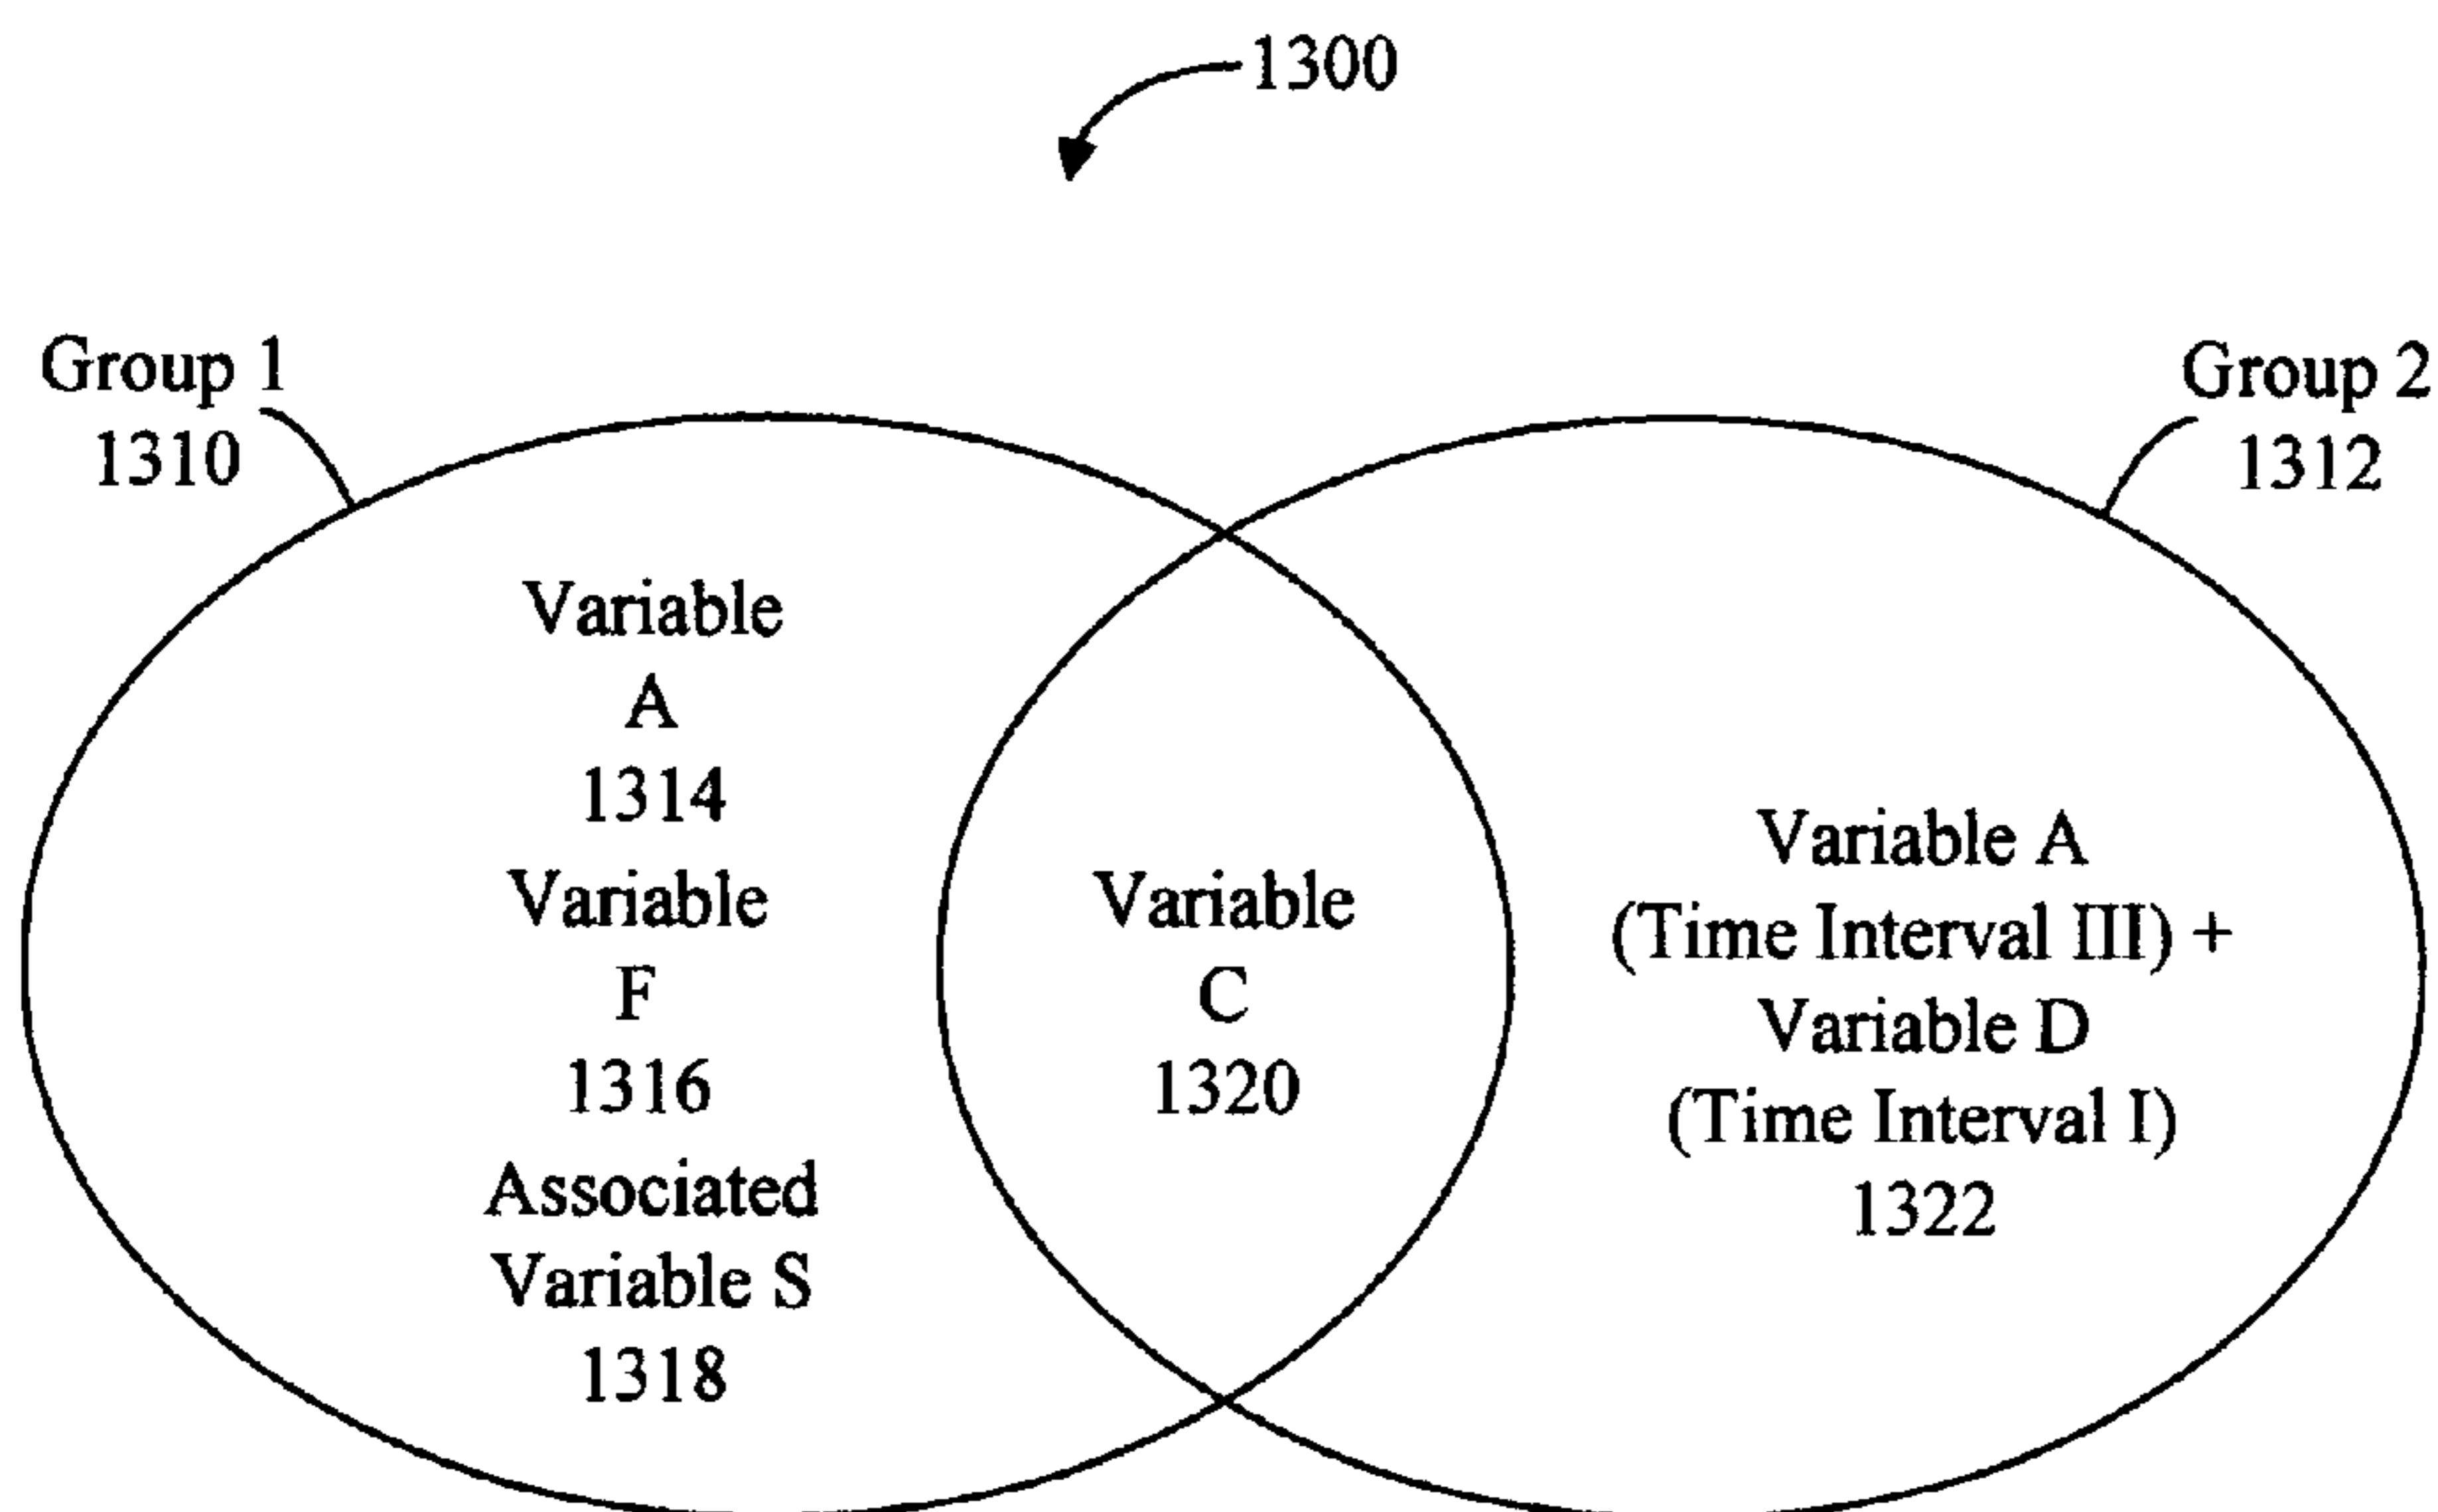 1300
Group 1
1310
Group 2
1312
Variable
A
1314
Variable
F
1316
Associated
Variable S
1318
Variable
C
1320
Variable A
(Time Interval III) +
Variable D
(Time Interval I)
1322